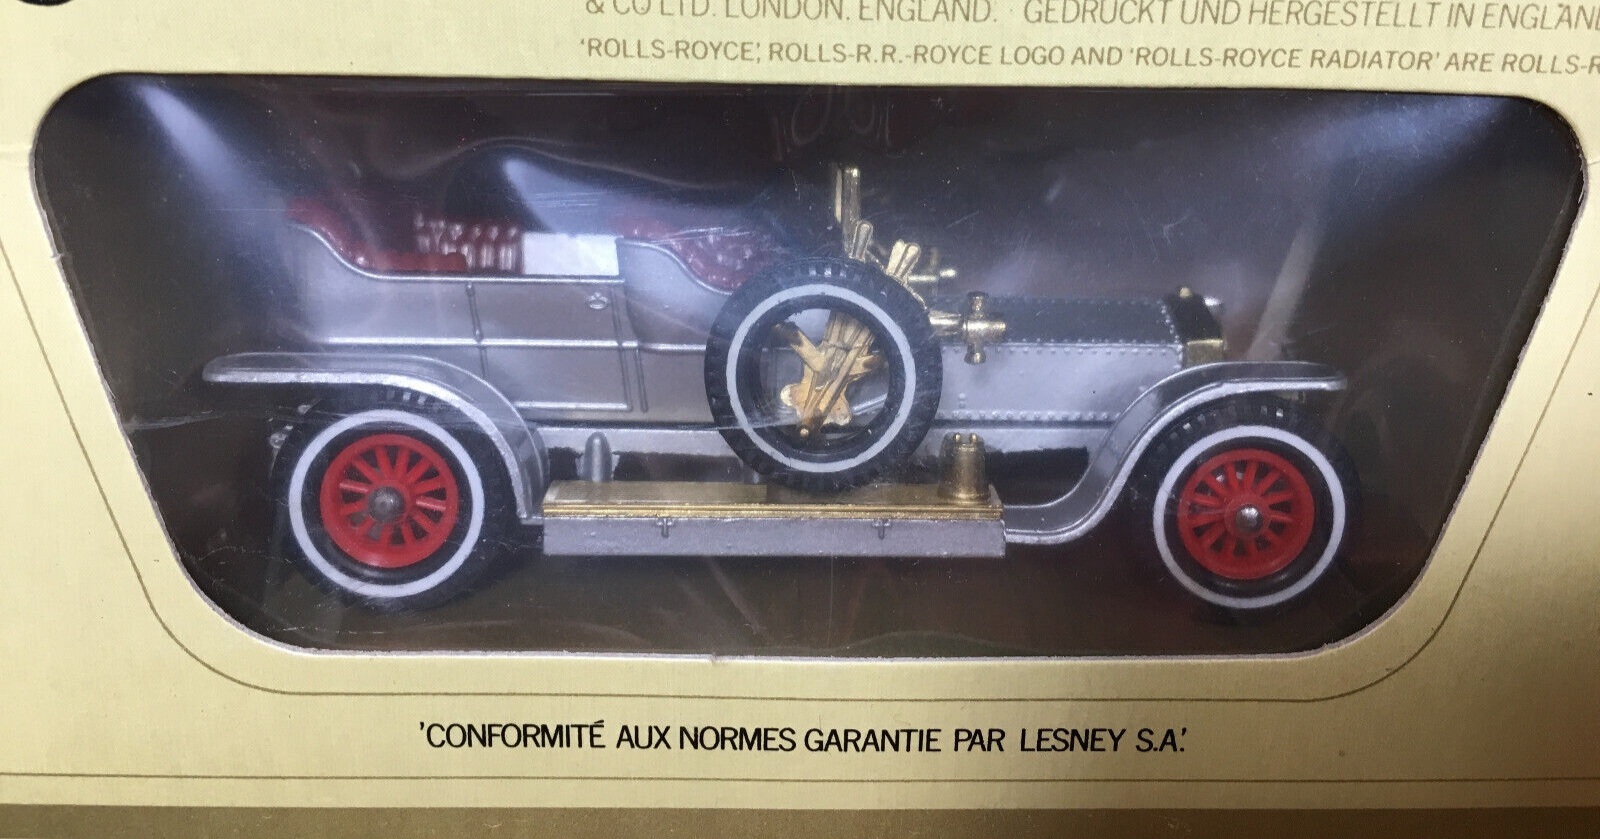 & CO LTD. LONDON. ENGLAND. GEDRUCKT UND HERGESTELLT IN ENGLAN
'ROLLS-ROYCE', ROLLS-R.R.-ROYCE LOGO AND 'ROLLS-ROYCE RADIATOR' ARE ROLLS-R
'CONFORMITÉ AUX NORMES GARANTIE PAR LESNEY S.A.'